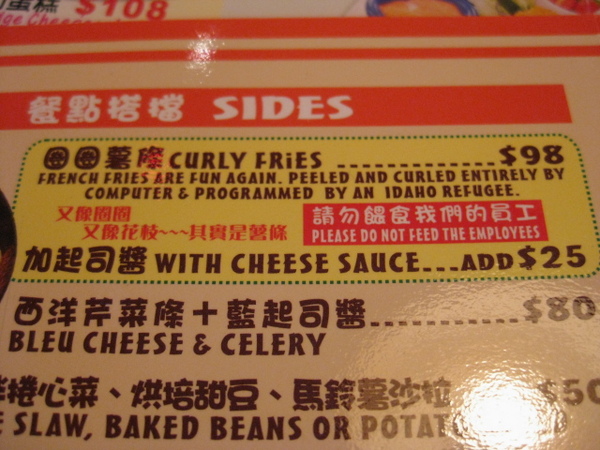 蛋糕 $108
餐點搭擋 SIDES
圈圈薯條 CURLY FRiES ..............$98
FRENCH FRIES ARE FUN AGAIN. PEELED AND CURLED ENTIRELY BY
COMPUTER & PROGRAMMED BY AN IDAHO REFUGEE.
又像圈圈
又像花枝~~~其實是薯條
請勿餵食我們的員工
PLEASE DO NOT FEED THE EMPLOYEES
加起司醬 WITH CHEESE SAUCE...ADD $25
西洋芹菜條＋藍起司醬..............$80
BLEU CHEESE & CELERY
捲心菜、烘培甜豆、馬鈴薯沙拉 $50
SLAW, BAKED BEANS OR